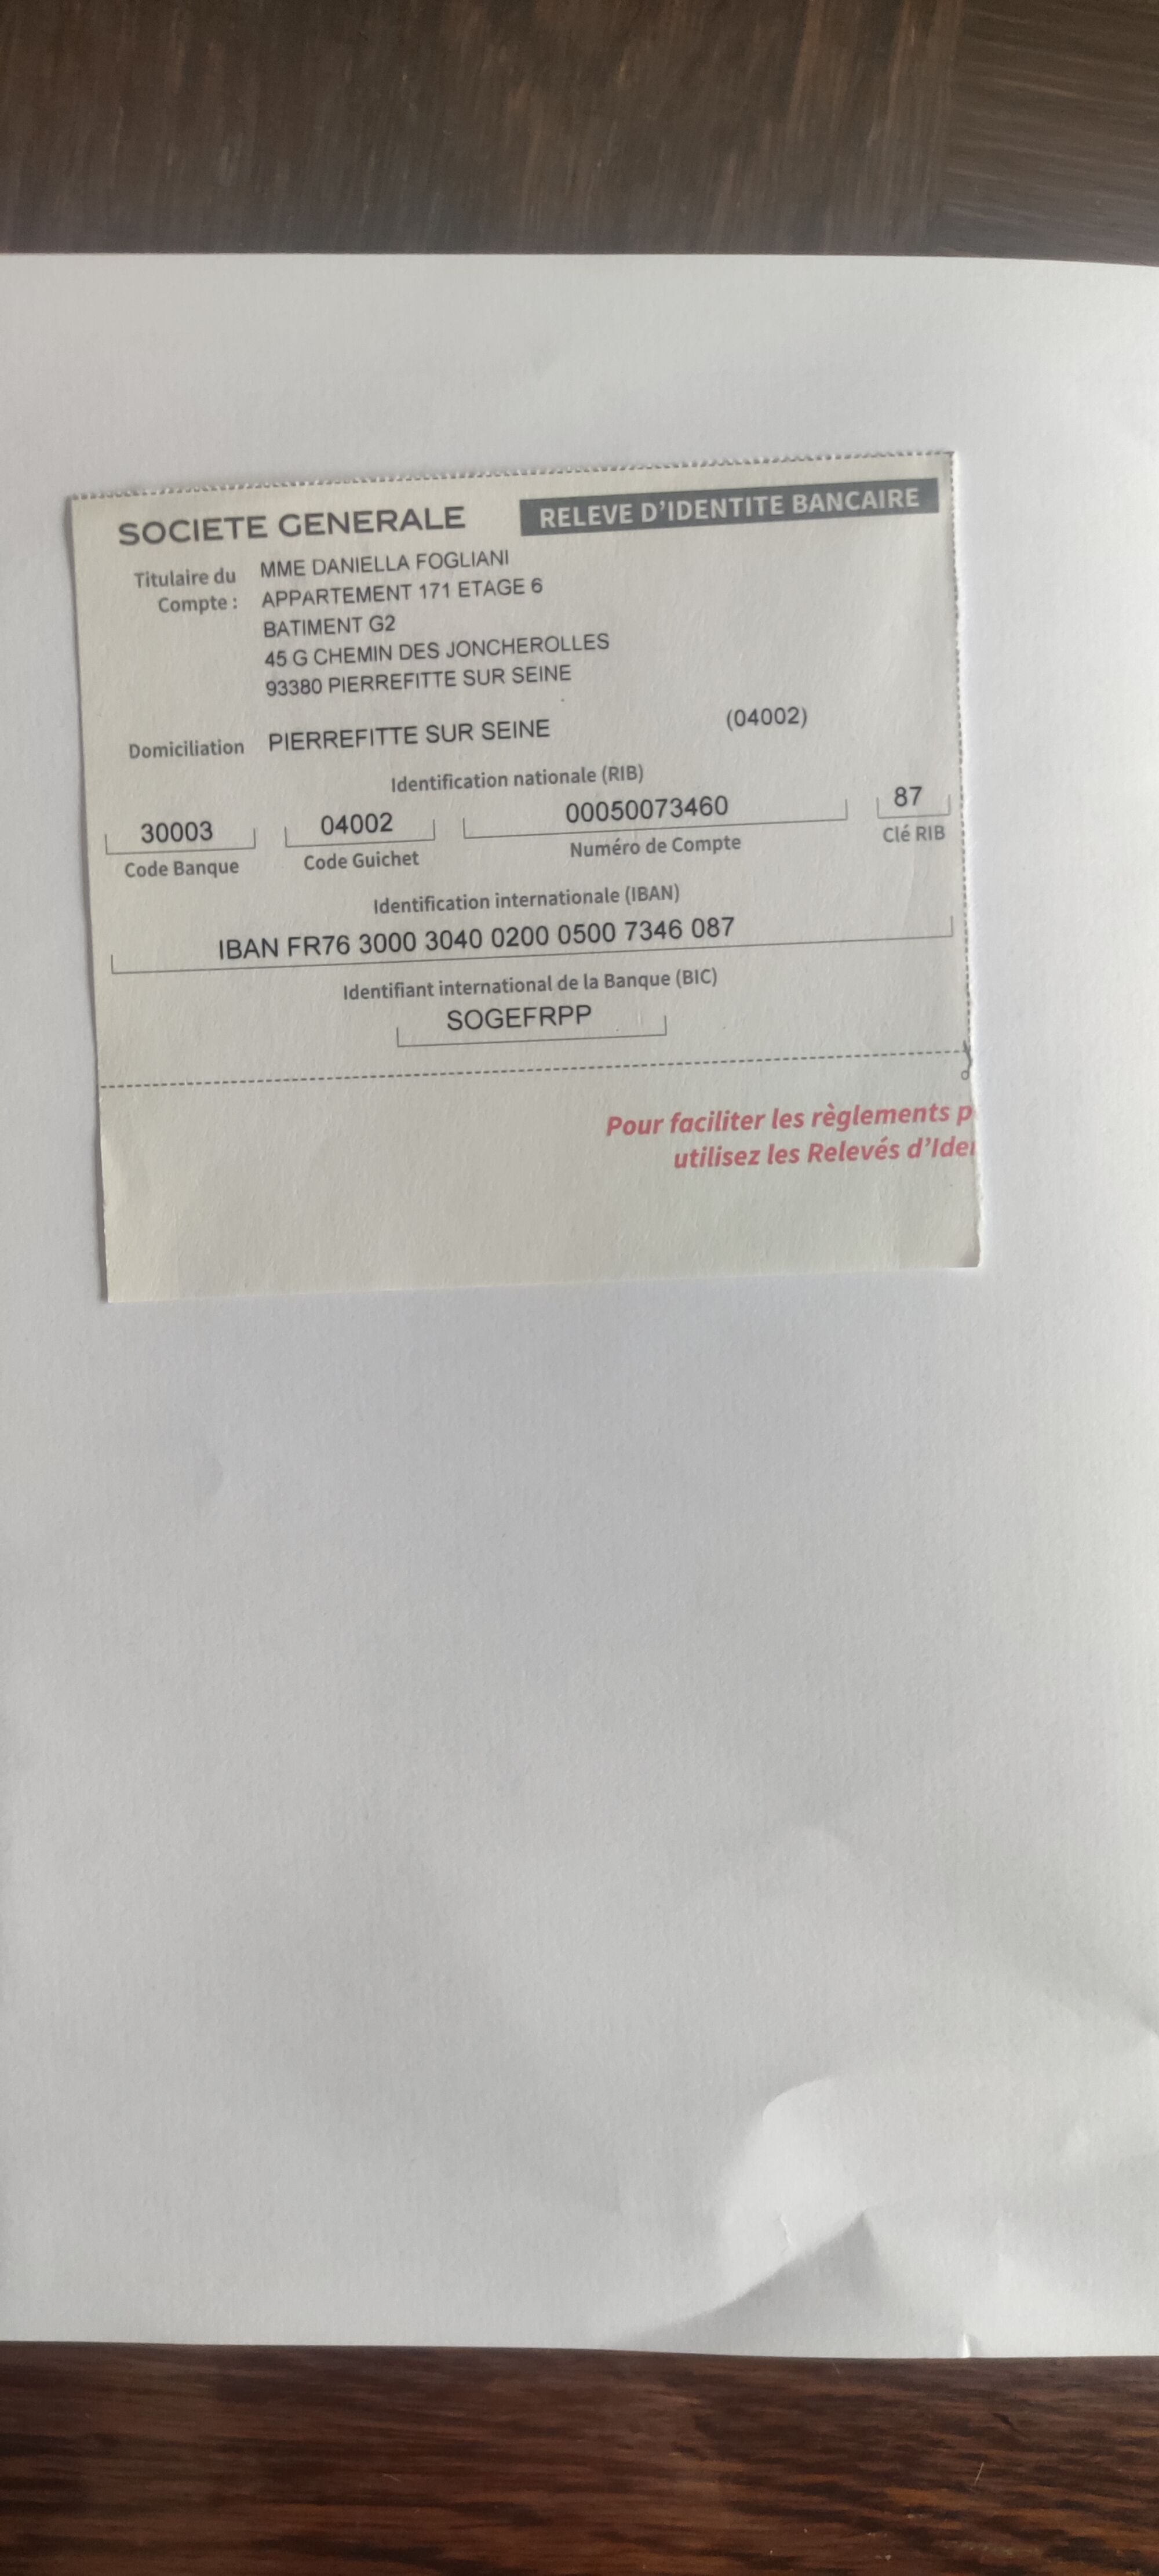 SOCIETE GENERALE RELEVE D'IDENTITE BANCAIRE
Titulaire du Compte : MME DANIELLA FOGLIANI
APPARTEMENT 171 ETAGE 6
BATIMENT G2
45 G CHEMIN DES JONCHEROLLES
93380 PIERREFITTE SUR SEINE
Domiciliation PIERREFITTE SUR SEINE (04002)
Identification nationale (RIB)
30003 04002 00050073460 87
Code Banque Code Guichet Numéro de Compte Clé RIB
Identification internationale (IBAN)
IBAN FR76 3000 3040 0200 0500 7346 087
Identifiant international de la Banque (BIC)
SOGEFRPP
Pour faciliter les règlements p
utilisez les Relevés d'Iden